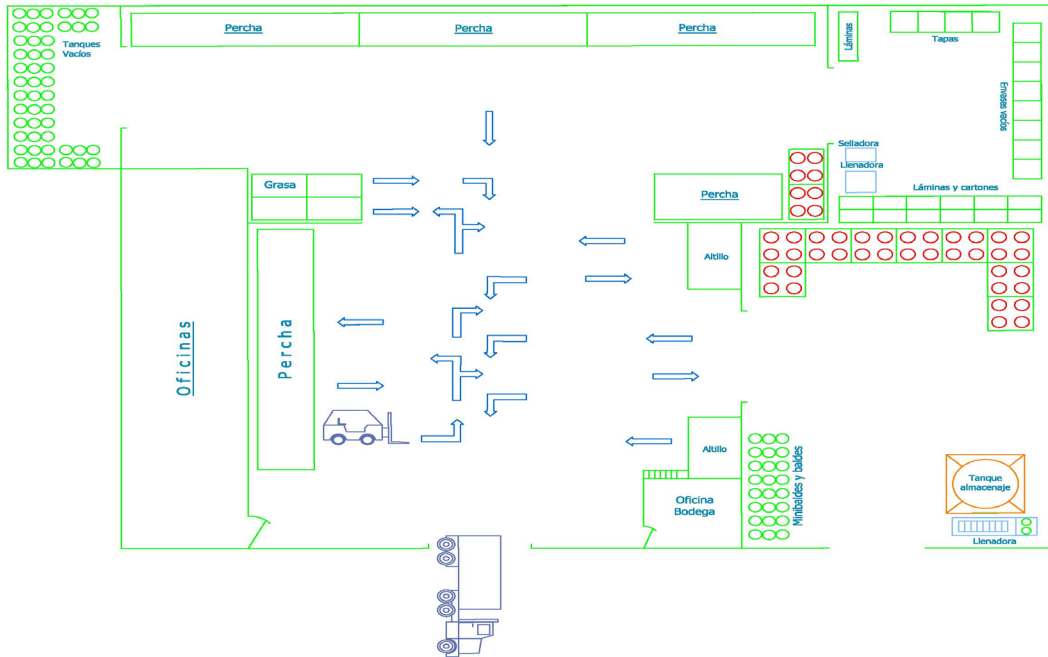 Percha
Percha
Percha
Láminas
Tapas
Tanques
Vacíos
Envases vacíos
Selladora
Llenadora
Grasa
Percha
Láminas y cartones
Altillo
Oficinas
Percha
Altillo
Oficina
Bodega
Minibaldes y baldes
Tanque
almacenaje
Llenadora